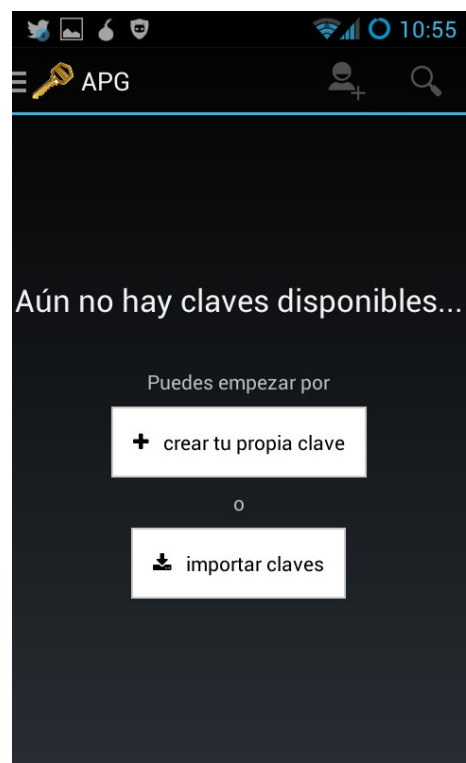 10:55
APG
Aún no hay claves disponibles...
Puedes empezar por
crear tu propia clave
o
importar claves